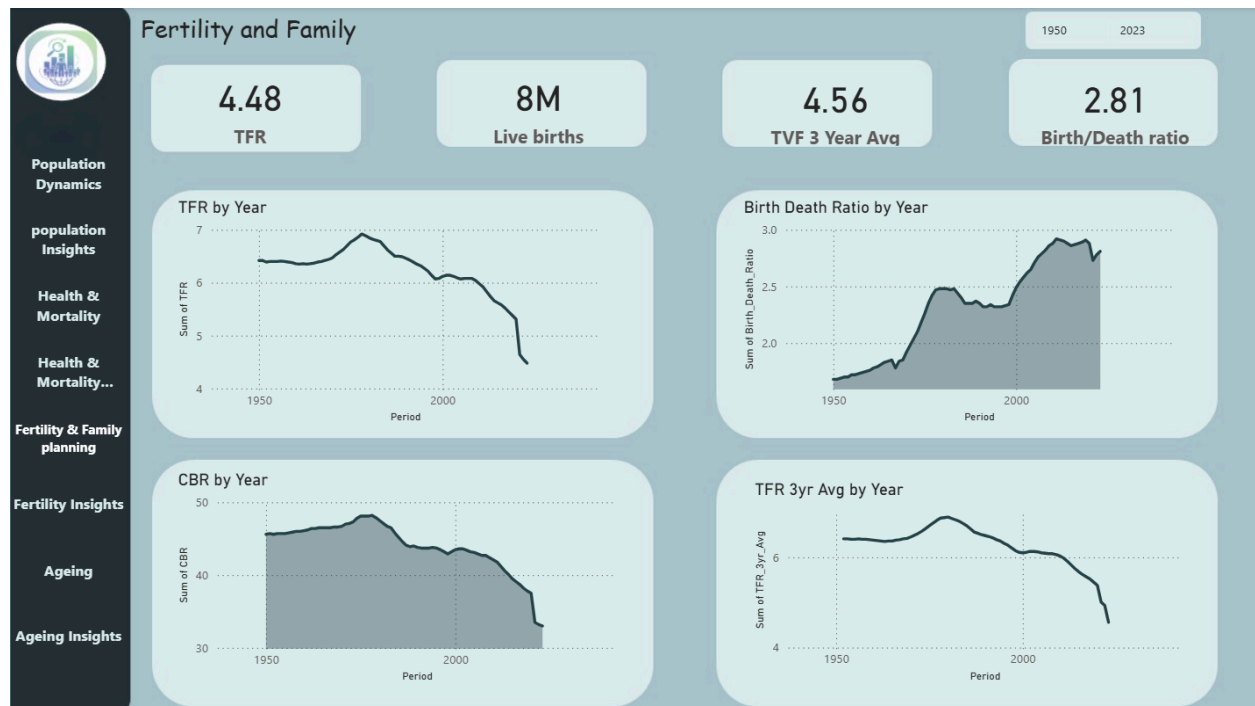 Fertility and Family
1950 2023
4.48
TFR
8M
Live births
4.56
TVF 3 Year Avg
2.81
Birth/Death ratio
Population
Dynamics
population
Insights
Health &
Mortality
Health &
Mortality...
Fertility & Family
planning
Fertility Insights
Ageing
Ageing Insights
TFR by Year
7
6
5
4
Sum of TFR
1950 2000
Period
Birth Death Ratio by Year
3.0
2.5
2.0
Sum of Birth_Death_Ratio
1950 2000
Period
CBR by Year
50
40
30
Sum of CBR
1950 2000
Period
TFR 3yr Avg by Year
6
4
Sum of TFR_3yr_Avg
1950 2000
Period